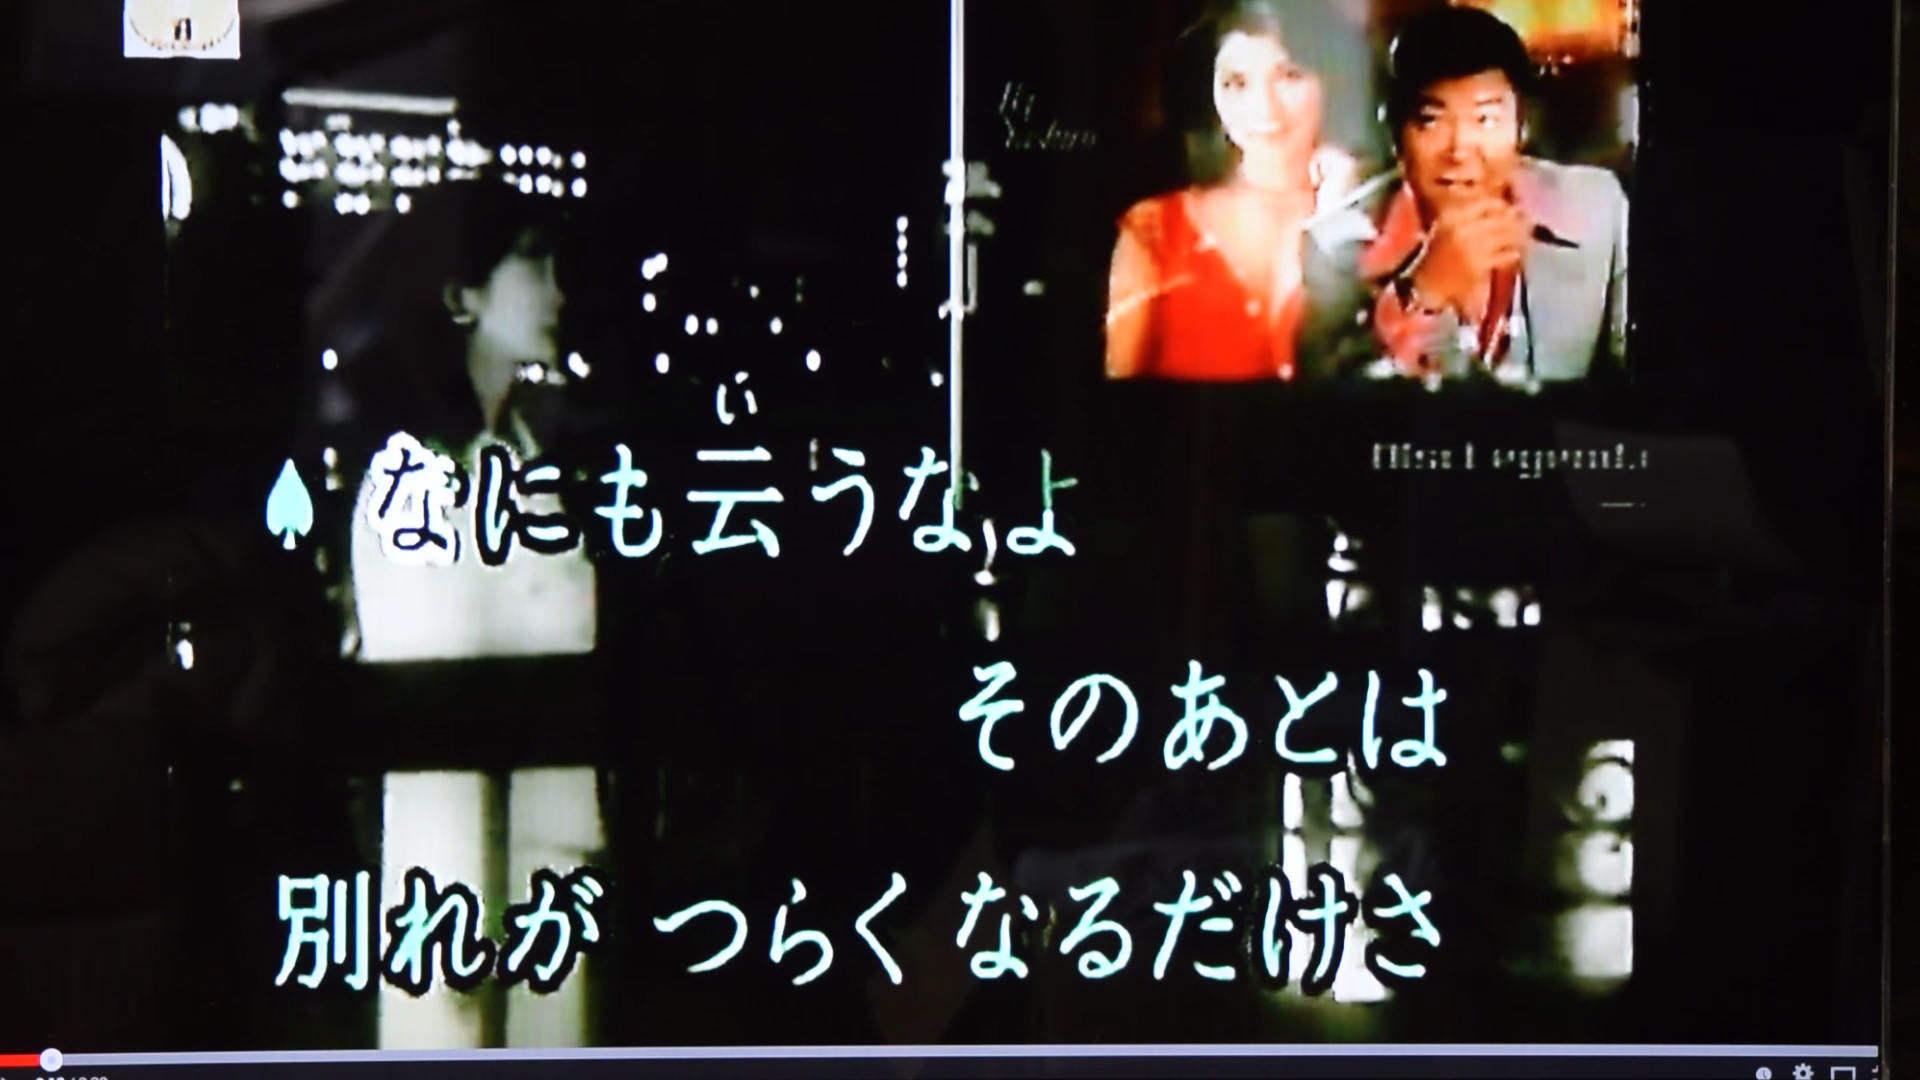 い
♠ なにも云うなよ
そのあとは
別れが つらく なるだけさ